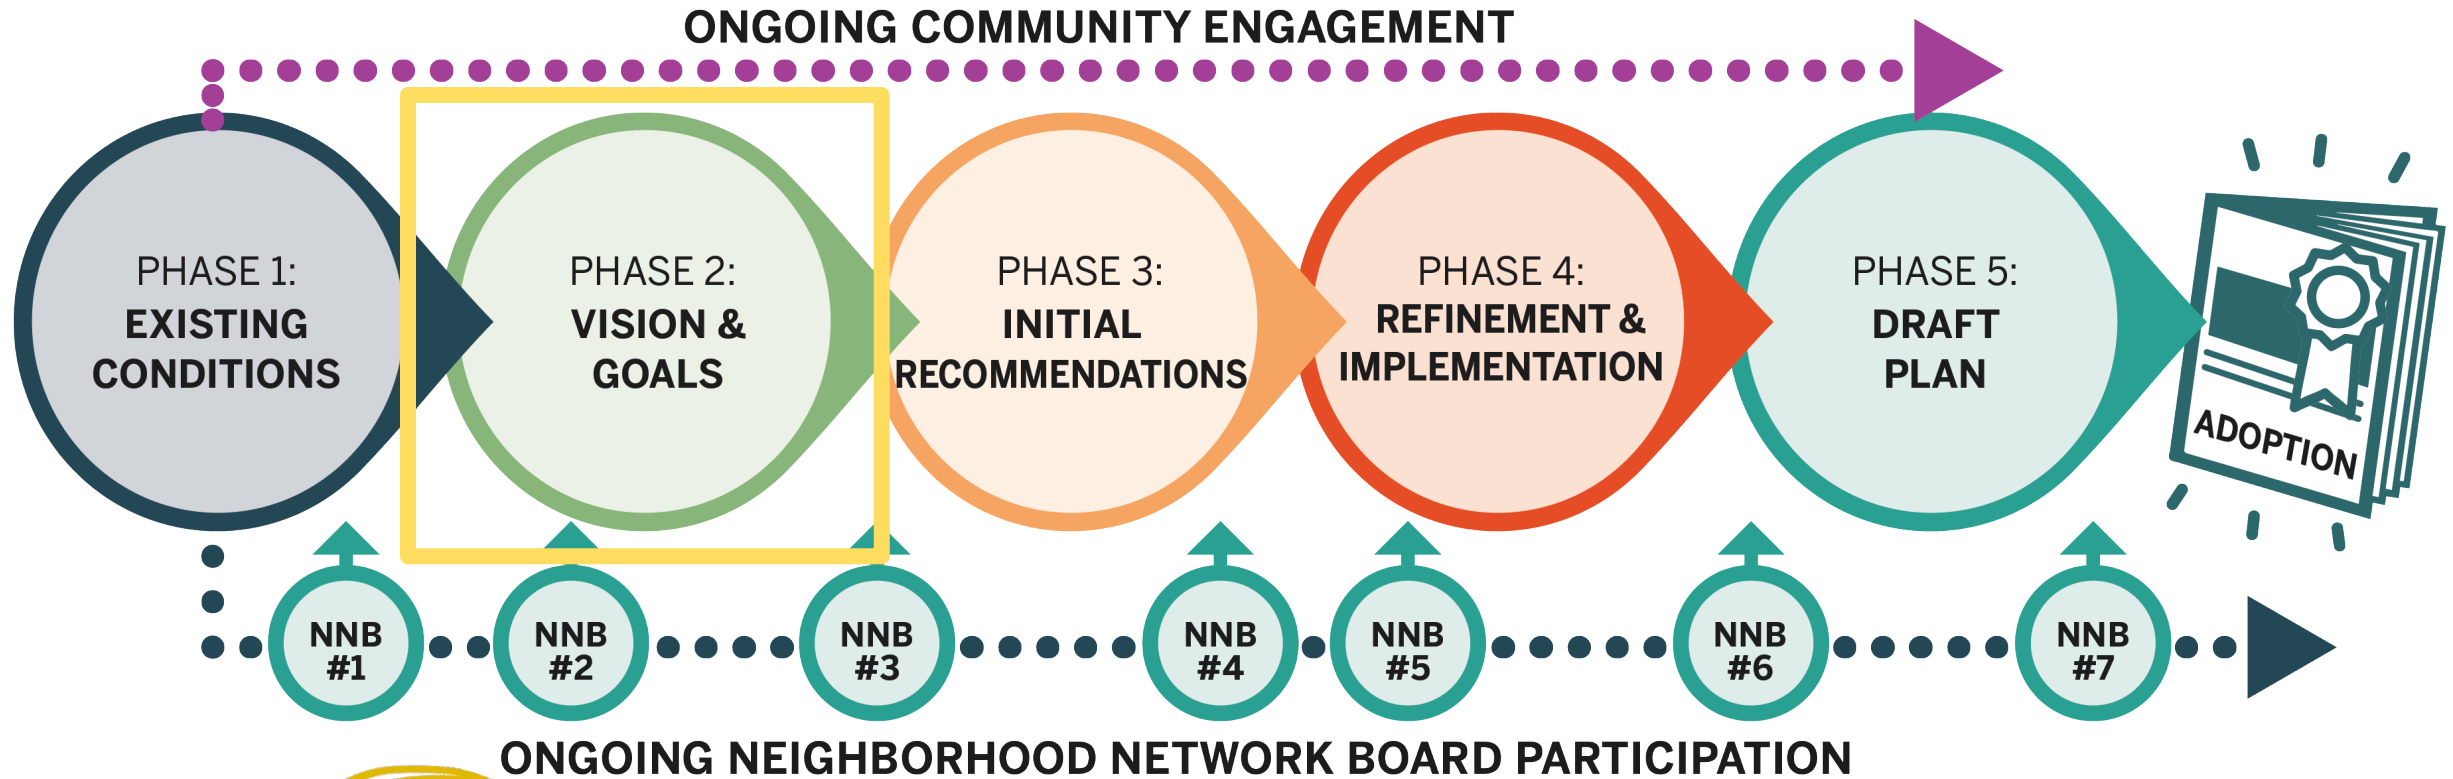 ONGOING COMMUNITY ENGAGEMENT
PHASE 1:
EXISTING
CONDITIONS
PHASE 2:
VISION &
GOALS
PHASE 3:
INITIAL
RECOMMENDATIONS
PHASE 4:
REFINEMENT &
IMPLEMENTATION
PHASE 5:
DRAFT
PLAN
ADOPTION
NNB
#1
NNB
#2
NNB
#3
NNB
#4
NNB
#5
NNB
#6
NNB
#7
ONGOING NEIGHBORHOOD NETWORK BOARD PARTICIPATION